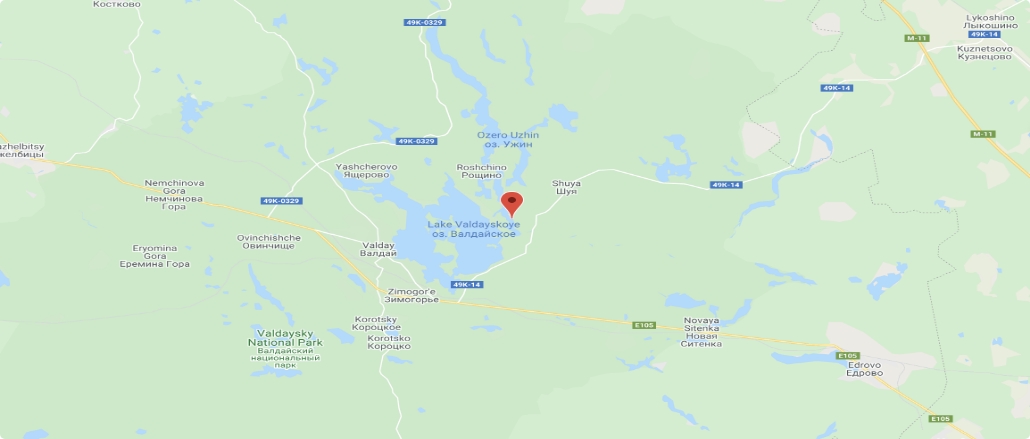 Костково
49K-0329
Lykoshino
Лыкошино
49K-14
M-11
Kuznetsovo
Кузнецово
49K-14
M-11
49K-0329
Ozero Uzhin
оз. Ужин
azhelbitsy
желбицы
Yashcherovo
Ящерово
Roshchino
Рощино
Nemchinova
Gora
Немчинова
Гора
Shuya
Шуя
49K-14
49K-0329
Lake Valdayskoye
оз. Валдайское
Ovinchishche
Овинчище
Valday
Валдай
Eryomina
Gora
Еремина Гора
49K-14
Zimogor'e
Зимогорье
Korotsky
Короцкое
Korotsko
Короцко
Valdaysky
National Park
Валдайский
национальный
парк
E105
Novaya
Sitenka
Новая
Ситенка
E105
Edrovo
Едрово
E105